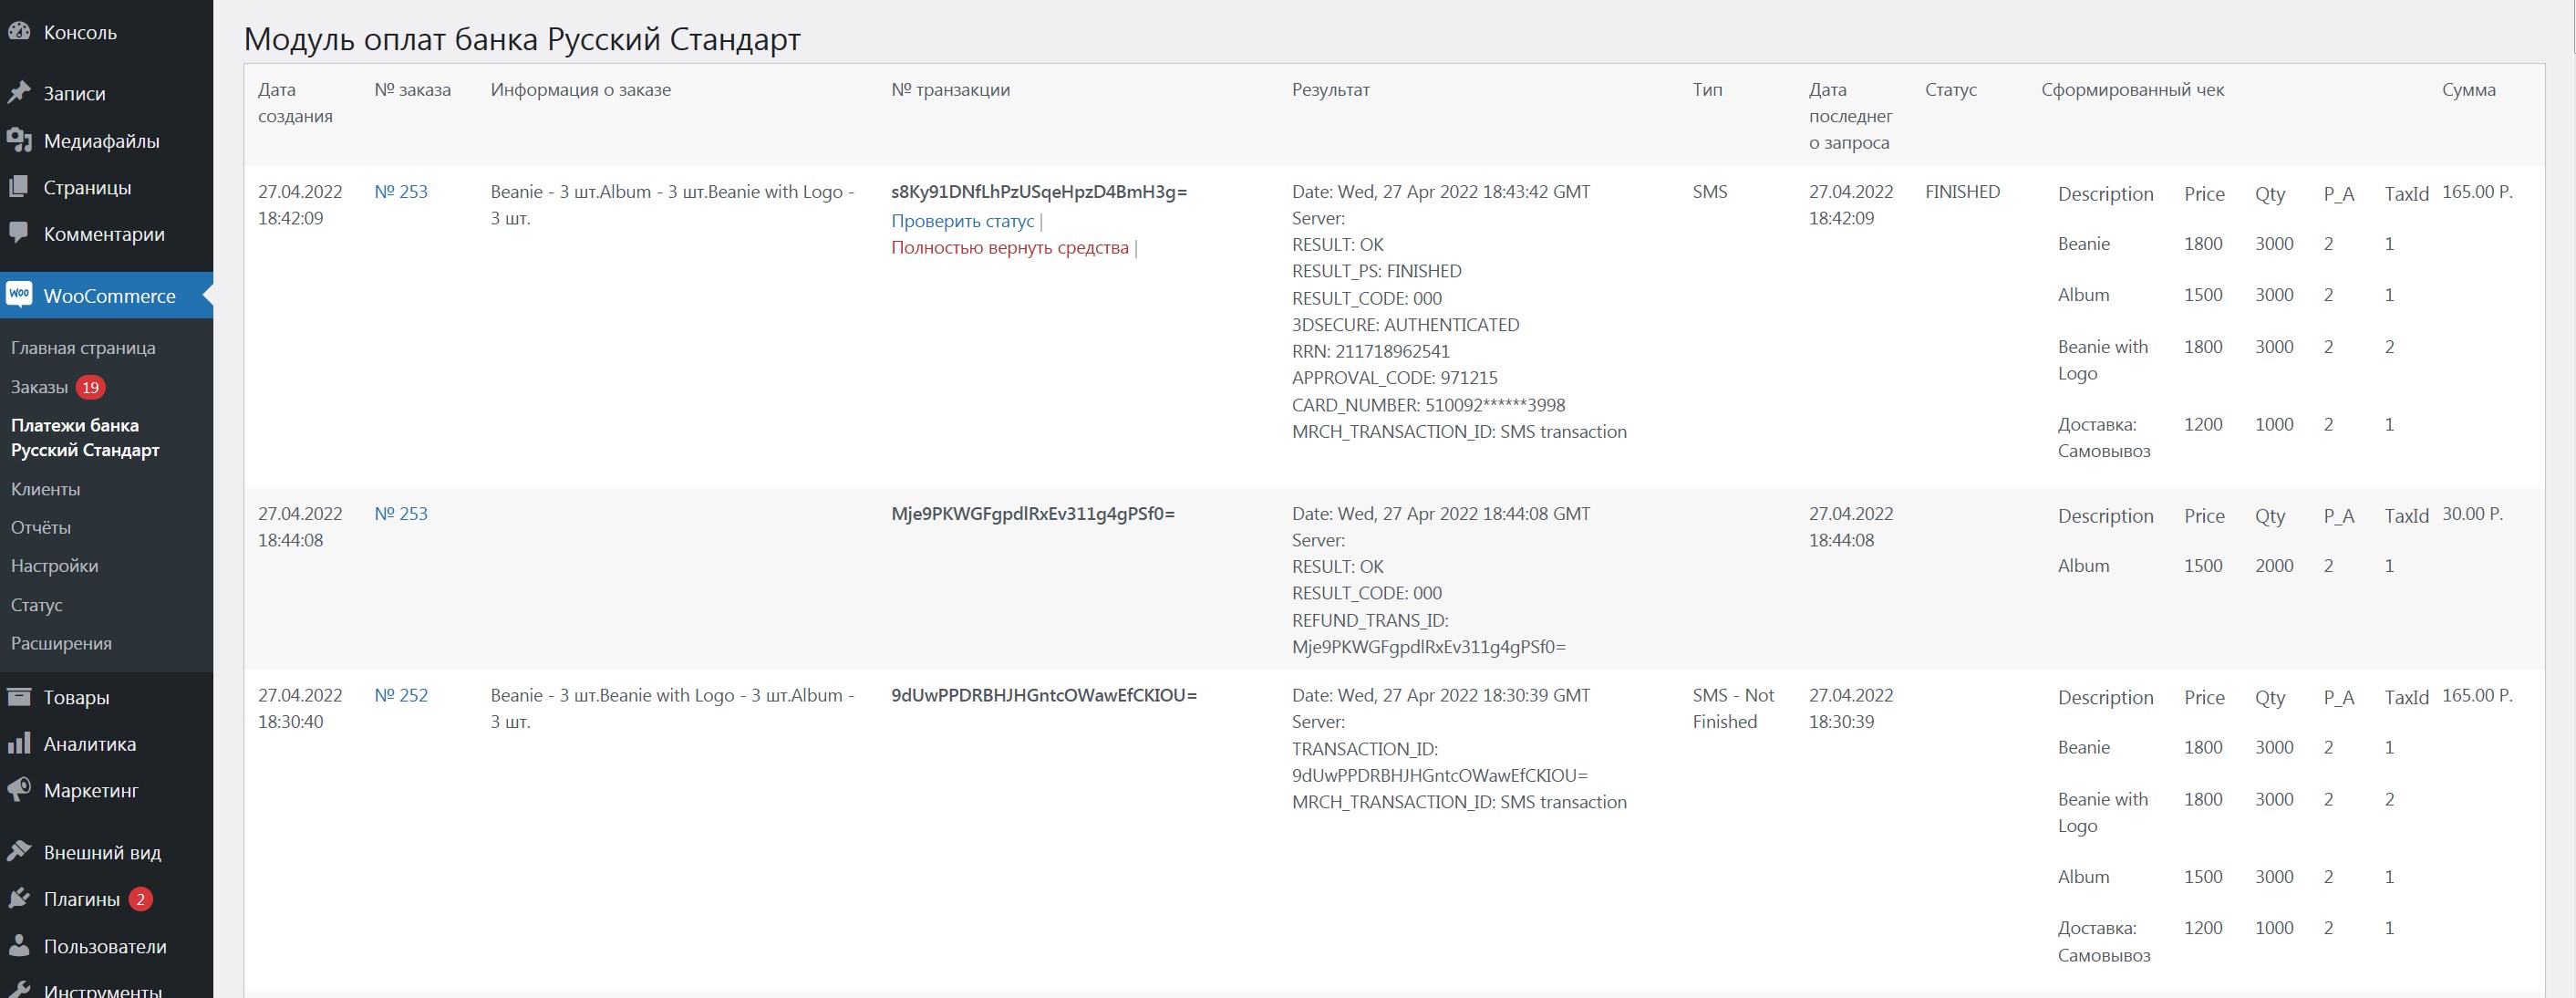 Консоль
Записи
Медиафайлы
Страницы
Комментарии
WooCommerce
Главная страница
Заказы 19
Платежи банка
Русский Стандарт
Клиенты
Отчёты
Настройки
Статус
Расширения
Товары
Аналитика
Маркетинг
Внешний вид
Плагины 2
Пользователи
Инструменты
Модуль оплат банка Русский Стандарт
Дата
создания
№ заказа
Информация о заказе
№ транзакции
Результат
Тип
Дата
последнег
о запроса
Статус
Сформированный чек
Сумма
27.04.2022
18:42:09
№ 253
Beanie - 3 шт.Album - 3 шт.Beanie with Logo -
3 шт.
s8Ky91DNfLhPzUSqeHpzD4BmH3g=
Проверить статус |
Полностью вернуть средства |
Date: Wed, 27 Apr 2022 18:43:42 GMT
Server:
RESULT: OK
RESULT_PS: FINISHED
RESULT_CODE: 000
3DSECURE: AUTHENTICATED
RRN: 211718962541
APPROVAL_CODE: 971215
CARD_NUMBER: 510092******3998
MRCH_TRANSACTION_ID: SMS transaction
SMS
27.04.2022
18:42:09
FINISHED
Description Price Qty P_A TaxId
Beanie 1800 3000 2 1
Album 1500 3000 2 1
Beanie with
Logo 1800 3000 2 2
Доставка:
Самовывоз 1200 1000 2 1
165.00 Р.
27.04.2022
18:44:08
№ 253
Mje9PKWGFgpdlRxEv311g4gPSf0=
Date: Wed, 27 Apr 2022 18:44:08 GMT
Server:
RESULT: OK
RESULT_CODE: 000
REFUND_TRANS_ID:
Mje9PKWGFgpdlRxEv311g4gPSf0=
27.04.2022
18:44:08
Description Price Qty P_A TaxId
Album 1500 2000 2 1
30.00 Р.
27.04.2022
18:30:40
№ 252
Beanie - 3 шт.Beanie with Logo - 3 шт.Album -
3 шт.
9dUwPPDRBHJHGntcOWawEfCKIOU=
Date: Wed, 27 Apr 2022 18:30:39 GMT
Server:
TRANSACTION_ID:
9dUwPPDRBHJHGntcOWawEfCKIOU=
MRCH_TRANSACTION_ID: SMS transaction
SMS - Not
Finished
27.04.2022
18:30:39
Description Price Qty P_A TaxId
Beanie 1800 3000 2 1
Beanie with
Logo 1800 3000 2 2
Album 1500 3000 2 1
Доставка:
Самовывоз 1200 1000 2 1
165.00 Р.